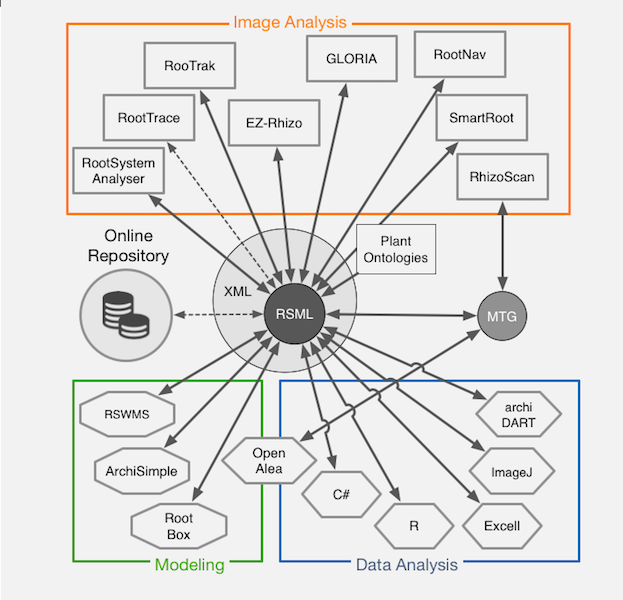 Image Analysis
RooTrak
GLORIA
RootNav
RootTrace
EZ-Rhizo
SmartRoot
RootSystem
Analyser
RhizoScan
Online
Repository
Plant
Ontologies
XML
RSML
MTG
RSWMS
archi
DART
Open
Alea
ArchiSimple
ImageJ
C#
Root
Box
R
Excell
Modeling
Data Analysis